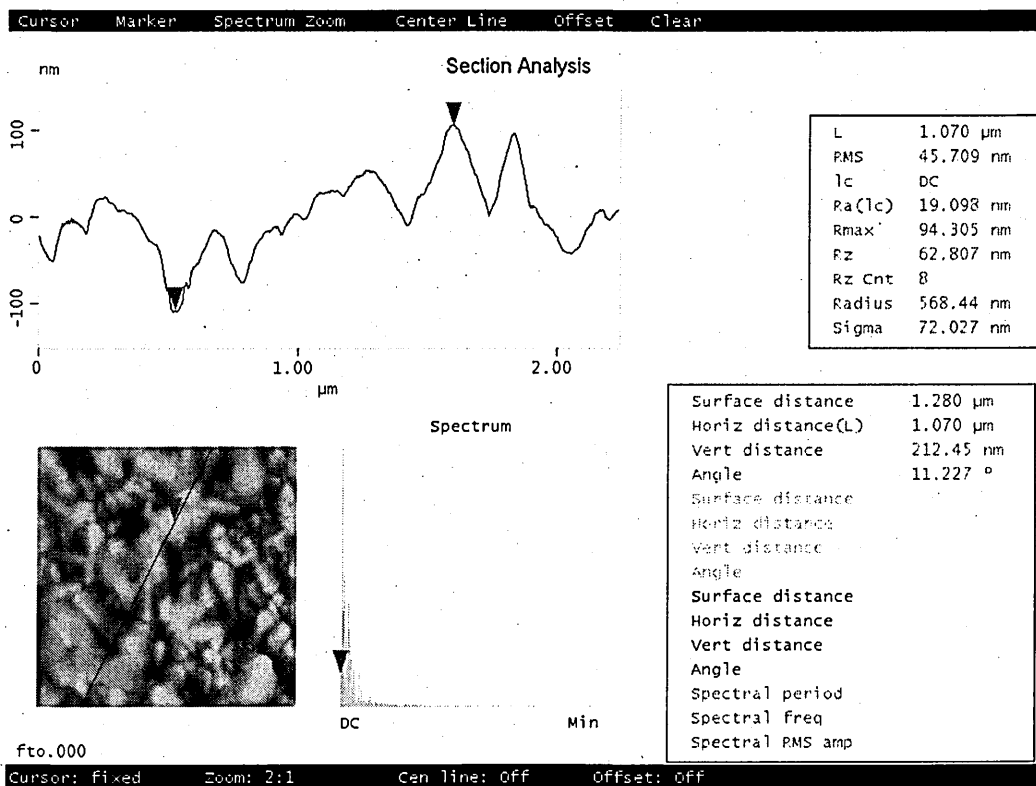 Cursor Marker Spectrum Zoom Center Line Offset Clear
Section Analysis
nm
100
0
-100
0 1.00 2.00
µm
L 1.070 µm
RMS 45.709 nm
lc DC
Ra(lc) 19.098 nm
Rmax 94.305 nm
Rz 62.807 nm
Rz Cnt 8
Radius 568.44 nm
Sigma 72.027 nm
Surface distance 1.280 µm
Horiz distance(L) 1.070 µm
Vert distance 212.45 nm
Angle 11.227 °
Surface distance
Horiz distance
Vert distance
Angle
Surface distance
Horiz distance
Vert distance
Angle
Spectral period
Spectral freq
Spectral RMS amp
Spectrum
DC Min
fto.000
Cursor: fixed Zoom: 2:1 Cen line: Off Offset: Off